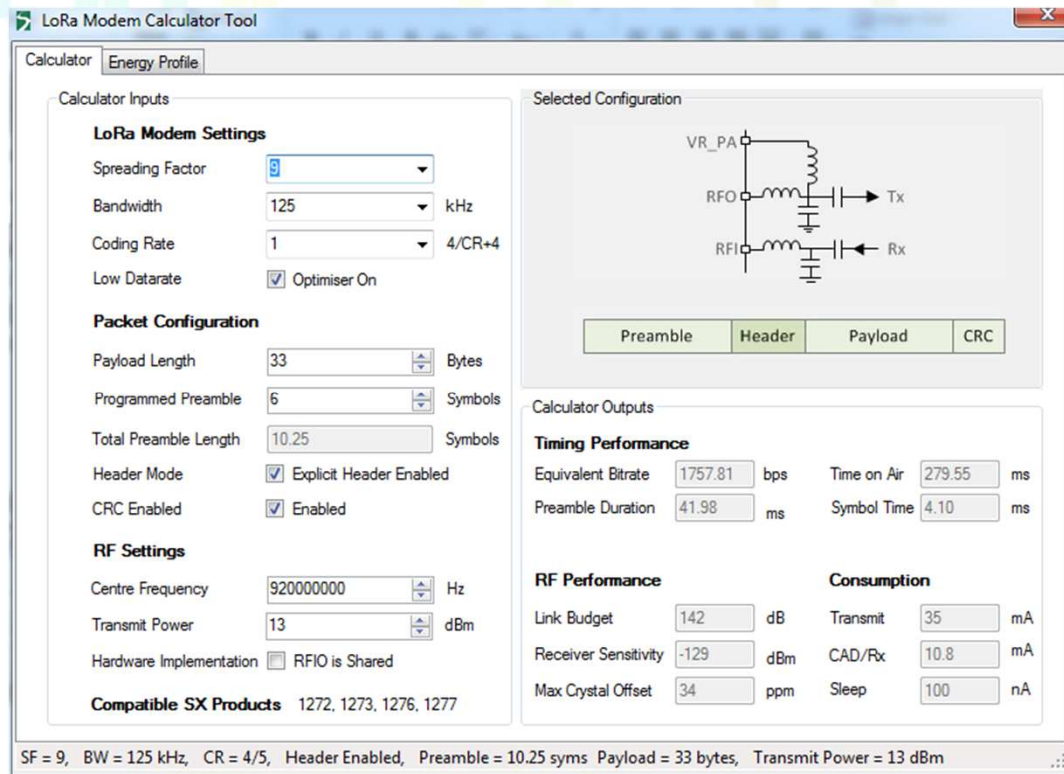 LoRa Modem Calculator Tool
Calculator
Energy Profile
Calculator Inputs
LoRa Modem Settings
Spreading Factor 9
Bandwidth 125 kHz
Coding Rate 1 4/CR+4
Low Datarate Optimiser On
Packet Configuration
Payload Length 33 Bytes
Programmed Preamble 6 Symbols
Total Preamble Length 10.25 Symbols
Header Mode Explicit Header Enabled
CRC Enabled Enabled
RF Settings
Centre Frequency 920000000 Hz
Transmit Power 13 dBm
Hardware Implementation RFIO is Shared
Compatible SX Products 1272, 1273, 1276, 1277
Selected Configuration
VR_PA
RFO Tx
RFI Rx
Preamble Header Payload CRC
Calculator Outputs
Timing Performance
Equivalent Bitrate 1757.81 bps Time on Air 279.55 ms
Preamble Duration 41.98 ms Symbol Time 4.10 ms
RF Performance Consumption
Link Budget 142 dB Transmit 35 mA
Receiver Sensitivity -129 dBm CAD/Rx 10.8 mA
Max Crystal Offset 34 ppm Sleep 100 nA
SF = 9, BW = 125 kHz, CR = 4/5, Header Enabled, Preamble = 10.25 syms Payload = 33 bytes, Transmit Power = 13 dBm